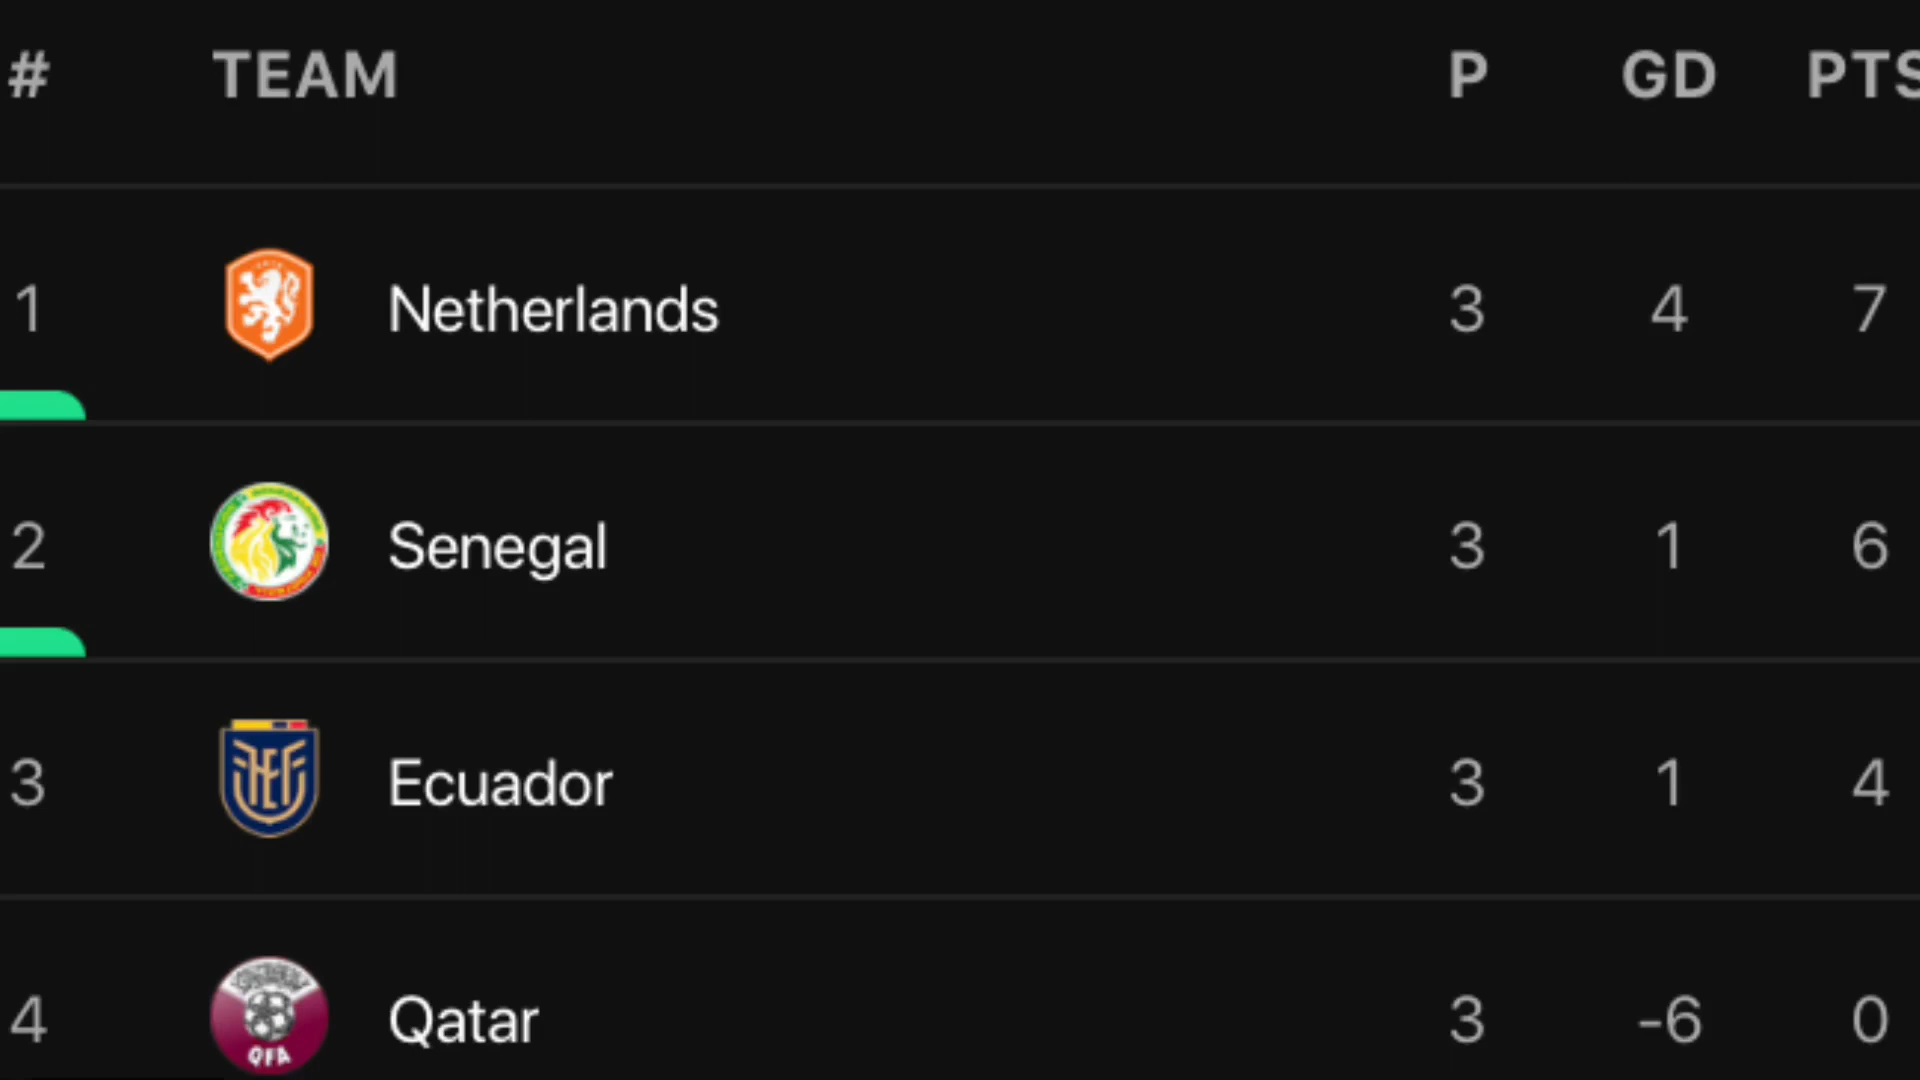 # TEAM P GD PTS
1 Netherlands 3 4 7
2 Senegal 3 1 6
3 Ecuador 3 1 4
4 Qatar 3 -6 0
QFA